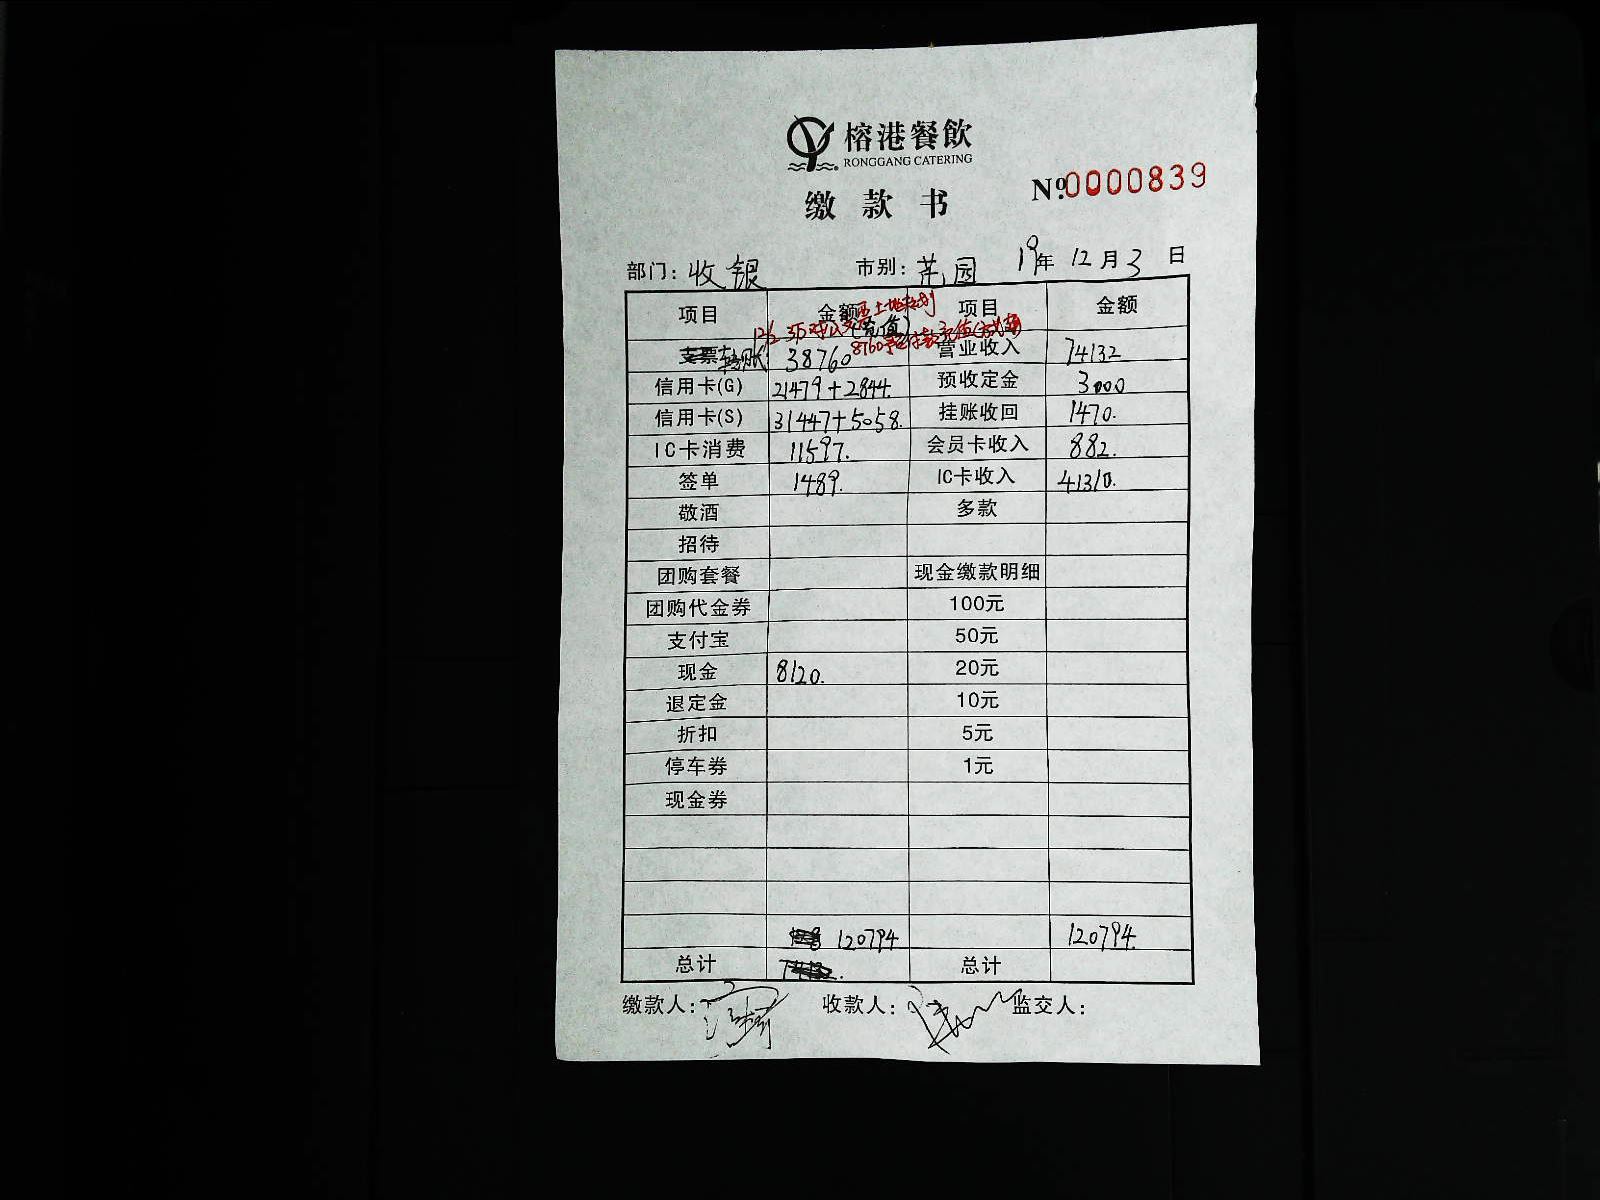 榕港餐飲
RONGGANG CATERING
缴款书
Nº 0000839
部门: 收银 市别: 花园 19年 12月 3日
项目 金额 项目 金额
(充值)
支票 转账 38760 营业收入 74132
信用卡(G) 21479+2844. 预收定金 3000
信用卡(S) 31447+5058. 挂账收回 1470.
IC卡消费 11597. 会员卡收入 882.
签单 1489. IC卡收入 41310.
敬酒 多款
招待
团购套餐 现金缴款明细
团购代金券 100元
支付宝 50元
现金 8120. 20元
退定金 10元
折扣 5元
停车券 1元
现金券
120794 120794.
总计 总计
缴款人: 收款人: 监交人: